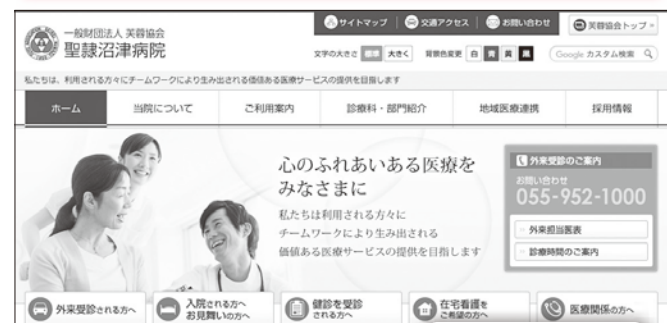 サイトマップ
交通アクセス
お問い合わせ
芙蓉協会トップ
一般財団法人 芙蓉協会
聖隷沼津病院
文字の大きさ 標準 大きく 背景色変更 白 青 黄 黒 Google カスタム検索
私たちは、利用される方々にチームワークにより生み出される価値ある医療サービスの提供を目指します
ホーム 当院について ご利用案内 診療科・部門紹介 地域医療連携 採用情報
心のふれあいある医療を
みなさまに
私たちは利用される方々に
チームワークにより生み出される
価値ある医療サービスの提供を目指します
外来受診のご案内
お問い合わせ
055-952-1000
外来担当医表
診療時間のご案内
外来受診される方へ
入院される方へ
お見舞いの方へ
健診を受診
される方へ
在宅看護を
ご希望の方へ
医療関係の方へ